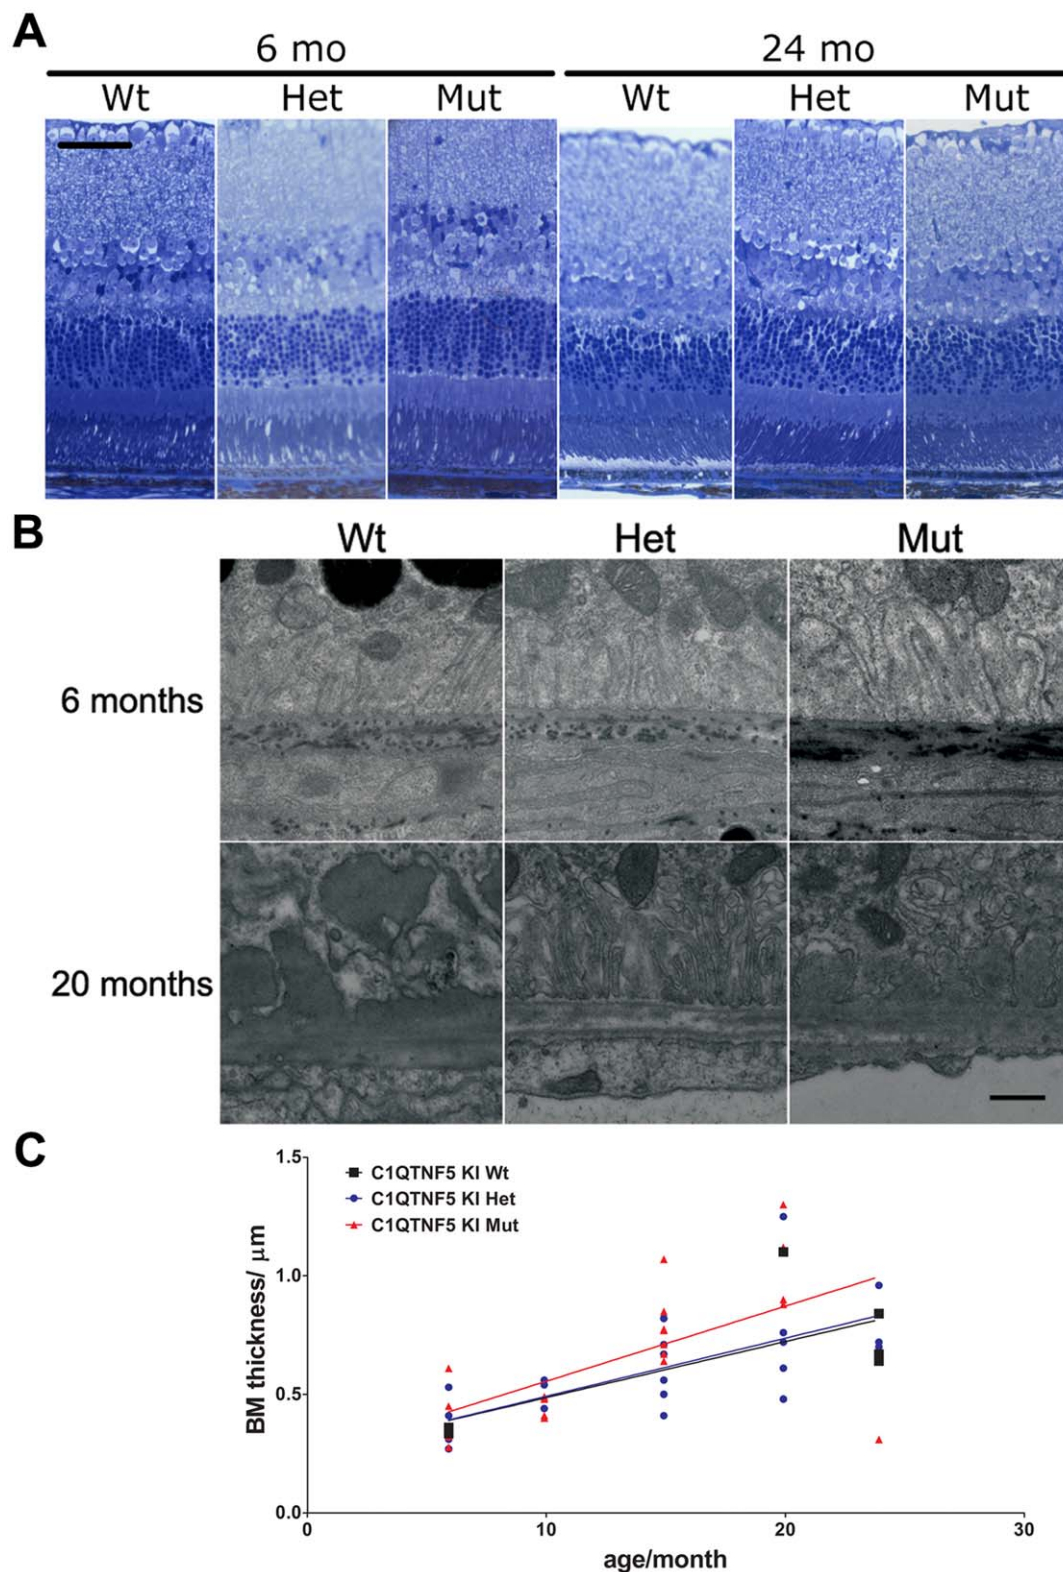 A
6 mo 24 mo
Wt Het Mut Wt Het Mut
B
Wt Het Mut
6 months
20 months
C
1.5
C1QTNF5 KI Wt
C1QTNF5 KI Het
C1QTNF5 KI Mut
1.0
BM thickness/ μm
0.5
0.0
0 10 20 30
age/month